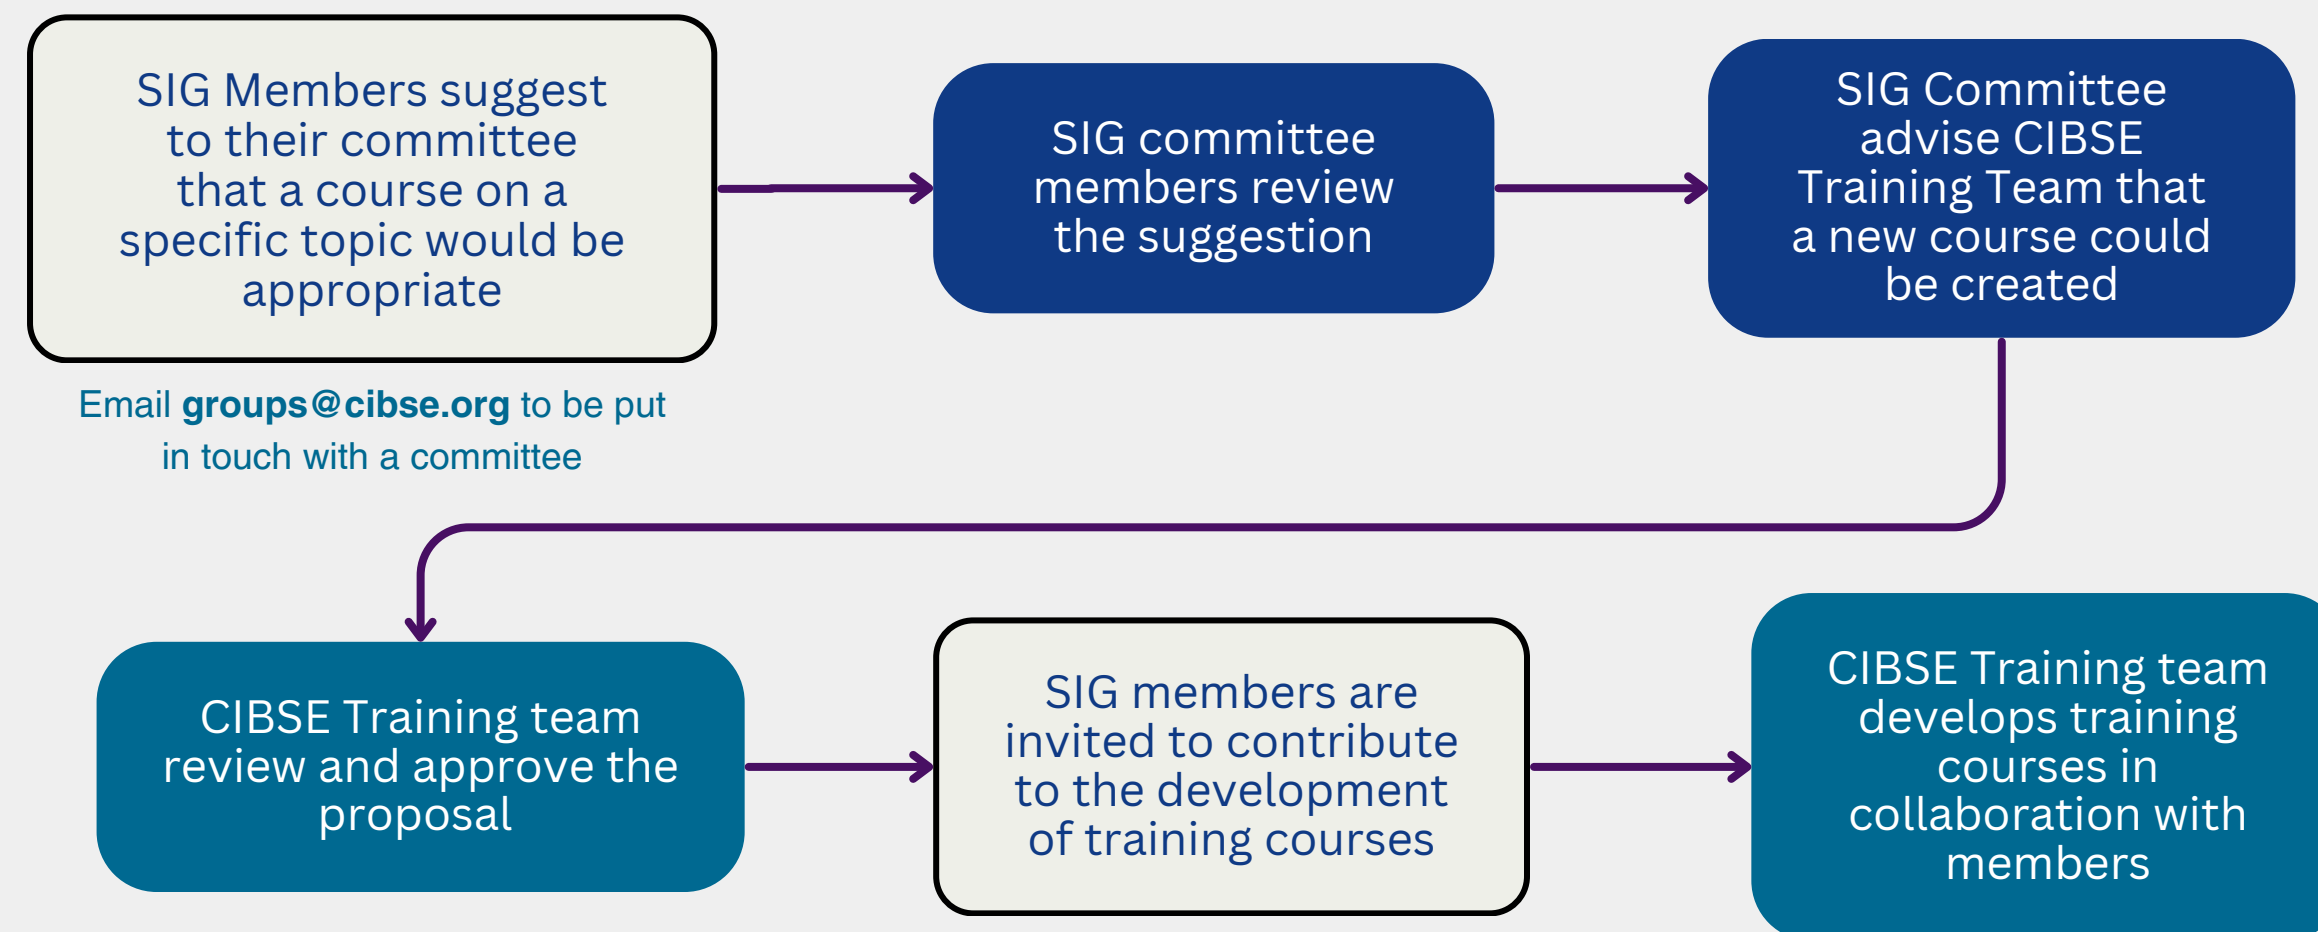 SIG Members suggest
to their committee
that a course on a
specific topic would be
appropriate
Email groups@cibse.org to be put
in touch with a committee
SIG committee
members review
the suggestion
SIG Committee
advise CIBSE
Training Team that
a new course could
be created
CIBSE Training team
review and approve the
proposal
SIG members are
invited to contribute
to the development
of training courses
CIBSE Training team
develops training
courses in
collaboration with
members